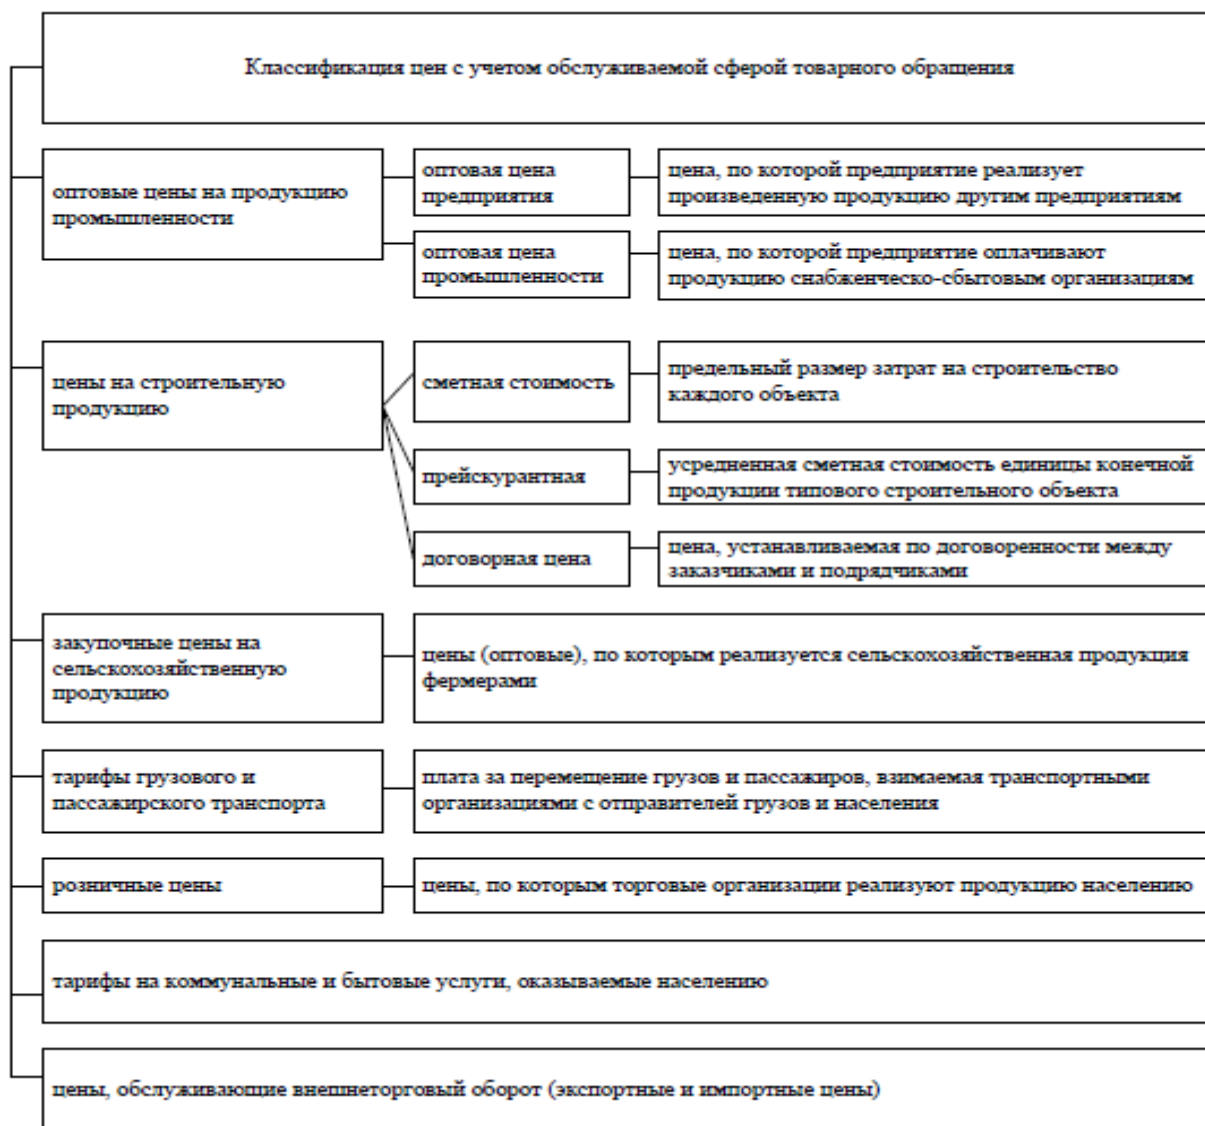 Классификация цен с учетом обслуживаемой сферой товарного обращения
оптовые цены на продукцию
промышленности
оптовая цена
предприятия
цена, по которой предприятие реализует
произведенную продукцию другим предприятиям
оптовая цена
промышленности
цена, по которой предприятие оплачивают
продукцию снабженческо-сбытовым организациям
цены на строительную
продукцию
сметная стоимость
предельный размер затрат на строительство
каждого объекта
прейскурантная
усредненная сметная стоимость единицы конечной
продукции типового строительного объекта
договорная цена
цена, устанавливаемая по договоренности между
заказчиками и подрядчиками
закупочные цены на
сельскохозяйственную
продукцию
цены (оптовые), по которым реализуется сельскохозяйственная продукция
фермерами
тарифы грузового и
пассажирского транспорта
плата за перемещение грузов и пассажиров, взимаемая транспортными
организациями с отправителей грузов и населения
розничные цены
цены, по которым торговые организации реализуют продукцию населению
тарифы на коммунальные и бытовые услуги, оказываемые населению
цены, обслуживающие внешнеторговый оборот (экспортные и импортные цены)